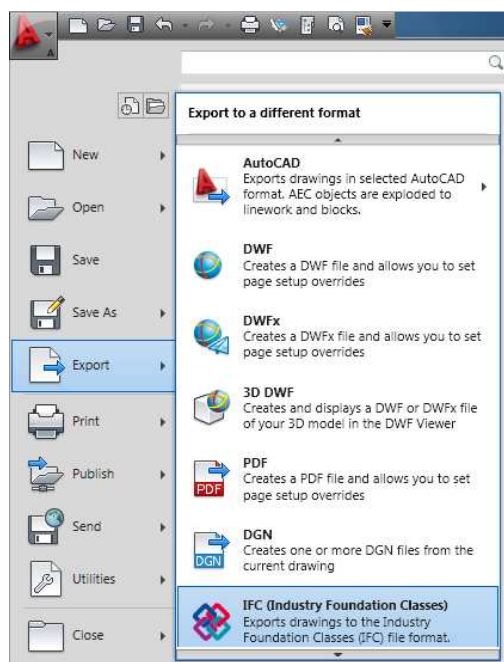 A
Export to a different format
New
Open
Save
Save As
Export
Print
Publish
Send
Utilities
Close
AutoCAD
Exports drawings in selected AutoCAD
format. AEC objects are exploded to
linework and blocks.
DWF
Creates a DWF file and allows you to set
page setup overrides
DWFx
Creates a DWFx file and allows you to set
page setup overrides
3D DWF
Creates and displays a DWF or DWFx file
of your 3D model in the DWF Viewer
PDF
PDF
Creates a PDF file and allows you to set
page setup overrides
DGN
DGN
Creates one or more DGN files from the
current drawing
IFC (Industry Foundation Classes)
Exports drawings to the Industry
Foundation Classes (IFC) file format.